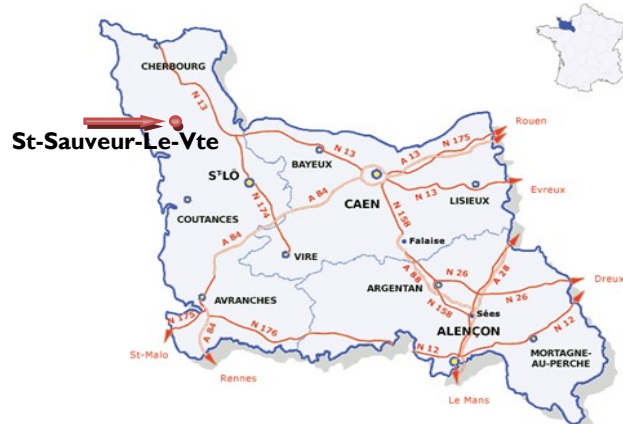 CHERBOURG
N 13
St-Sauveur-Le-Vte
Rouen
N 175
A 13
BAYEUX
N 13
STLÔ
A 84
CAEN
N 13
LISIEUX
Evreux
COUTANCES
N 174
N 158
A 84
Falaise
VIRE
A 88
N 26
A 28
Dreux
ARGENTAN
N 158
N 26
AVRANCHES
Sées
N 175
A 84
N 176
ALENÇON
N 12
N 12
St-Malo
MORTAGNE-
AU-PERCHE
Rennes
Le Mans